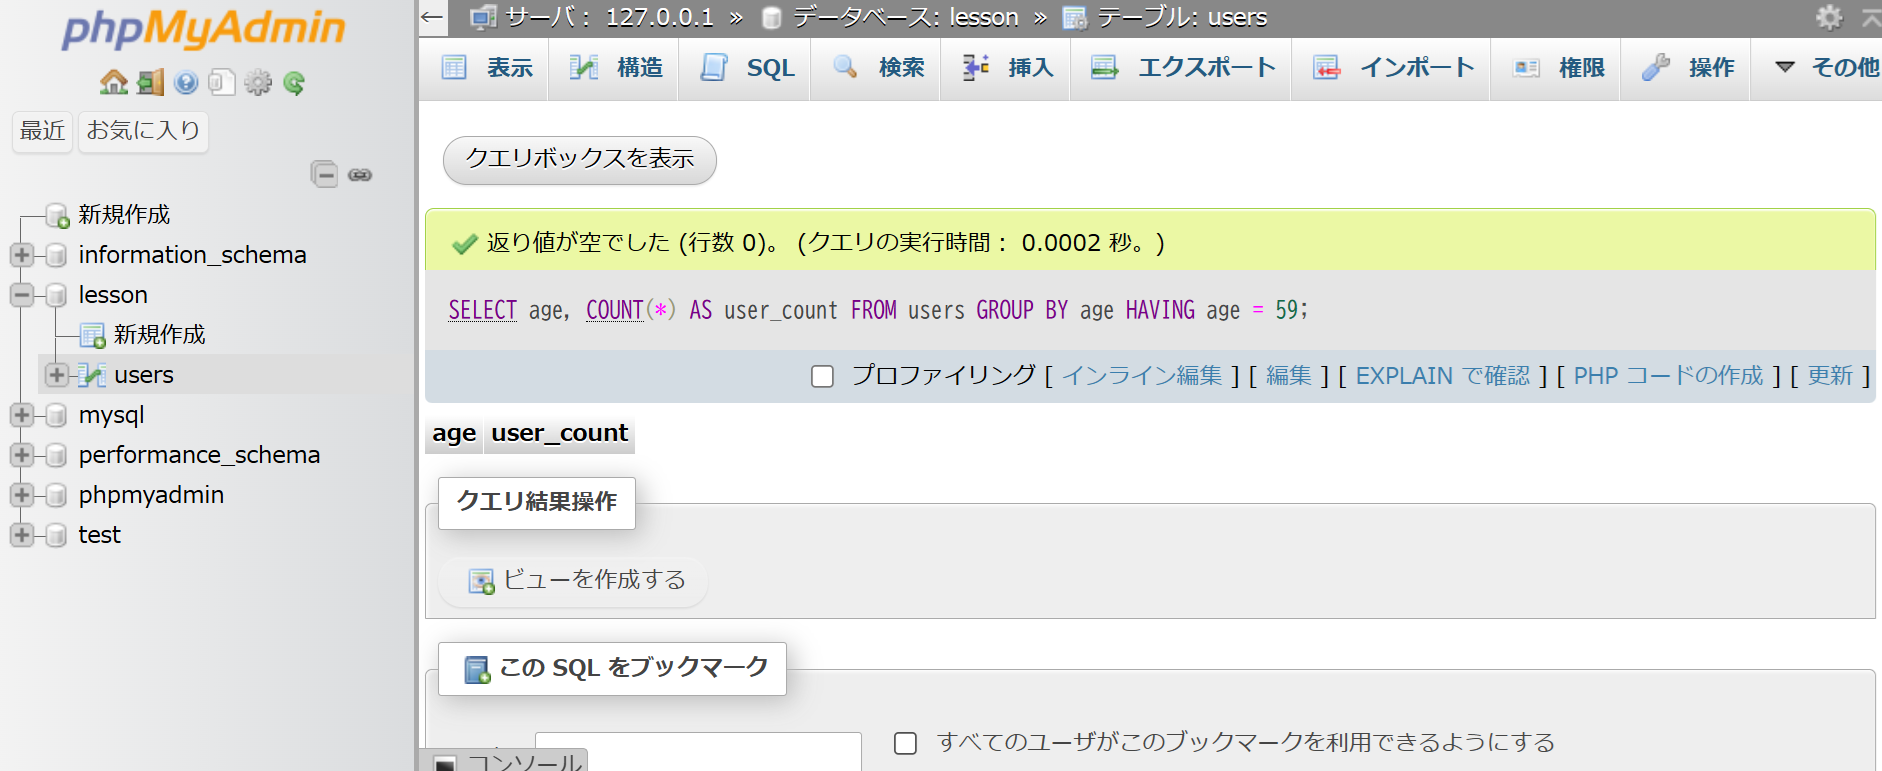 phpMyAdmin
最近 お気に入り
新規作成
information_schema
lesson
新規作成
users
mysql
performance_schema
phpmyadmin
test
サーバ: 127.0.0.1 » データベース: lesson » テーブル: users
表示 構造 SQL 検索 挿入 エクスポート インポート 権限 操作 その他
クエリボックスを表示
返り値が空でした (行数 0)。 (クエリの実行時間: 0.0002 秒。)
SELECT age, COUNT(*) AS user_count FROM users GROUP BY age HAVING age = 59;
プロファイリング [ インライン編集 ] [ 編集 ] [ EXPLAIN で確認 ] [ PHP コードの作成 ] [ 更新 ]
age user_count
クエリ結果操作
ビューを作成する
この SQL をブックマーク
すべてのユーザがこのブックマークを利用できるようにする
コンソール